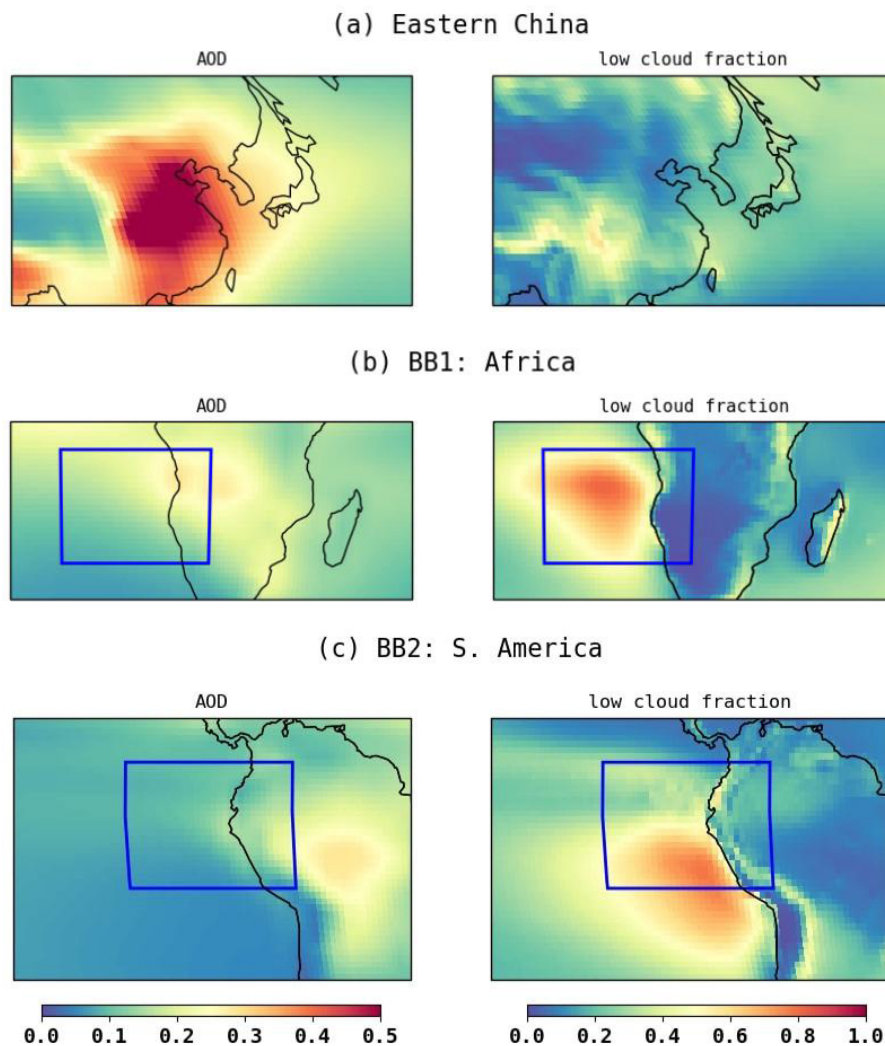 (a) Eastern China
AOD low cloud fraction
(b) BB1: Africa
AOD low cloud fraction
(c) BB2: S. America
AOD low cloud fraction
0.0 0.1 0.2 0.3 0.4 0.5 0.0 0.2 0.4 0.6 0.8 1.0